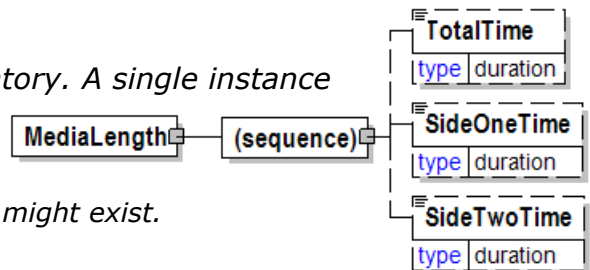 TotalTime
type duration
tory. A single instance
MediaLength
(sequence)
SideOneTime
type duration
might exist.
SideTwoTime
type duration